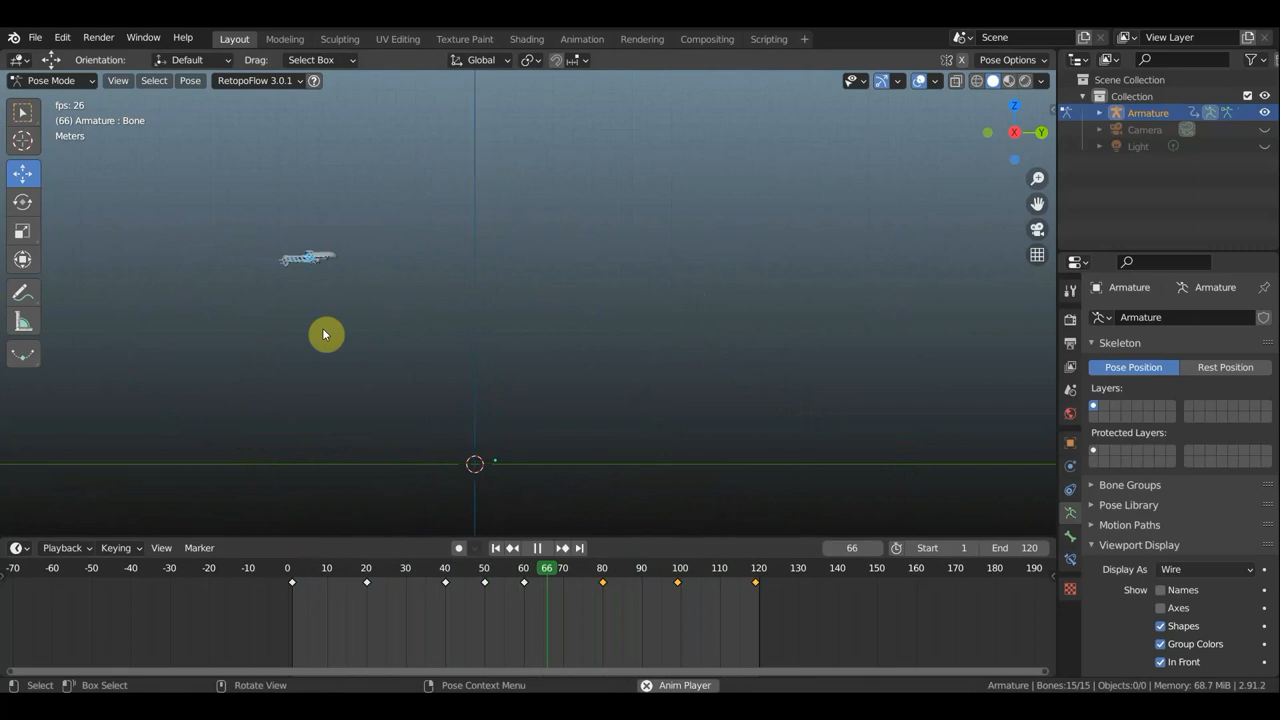 File Edit Render Window Help Layout Modeling Sculpting UV Editing Texture Paint Shading Animation Rendering Compositing Scripting + Scene View Layer
Orientation: Default Drag: Select Box Global X Pose Options
Pose Mode View Select Pose RetopoFlow 3.0.1 ?
Scene Collection
Collection
Armature
Camera
Light
fps: 26
(66) Armature : Bone
Meters
Z
X
Y
Armature Armature
Armature
Skeleton
Pose Position Rest Position
Layers:
Protected Layers:
Bone Groups
Pose Library
Motion Paths
Viewport Display
Display As Wire
Show Names
Axes
Shapes
Group Colors
In Front
Playback Keying View Marker 66 Start 1 End 120
-70 -60 -50 -40 -30 -20 -10 0 10 20 30 40 50 60 66 70 80 90 100 110 120 130 140 150 160 170 180 190
Select Box Select Rotate View Pose Context Menu Anim Player Armature | Bones:15/15 | Objects:0/0 | Memory: 68.7 MiB | 2.91.2